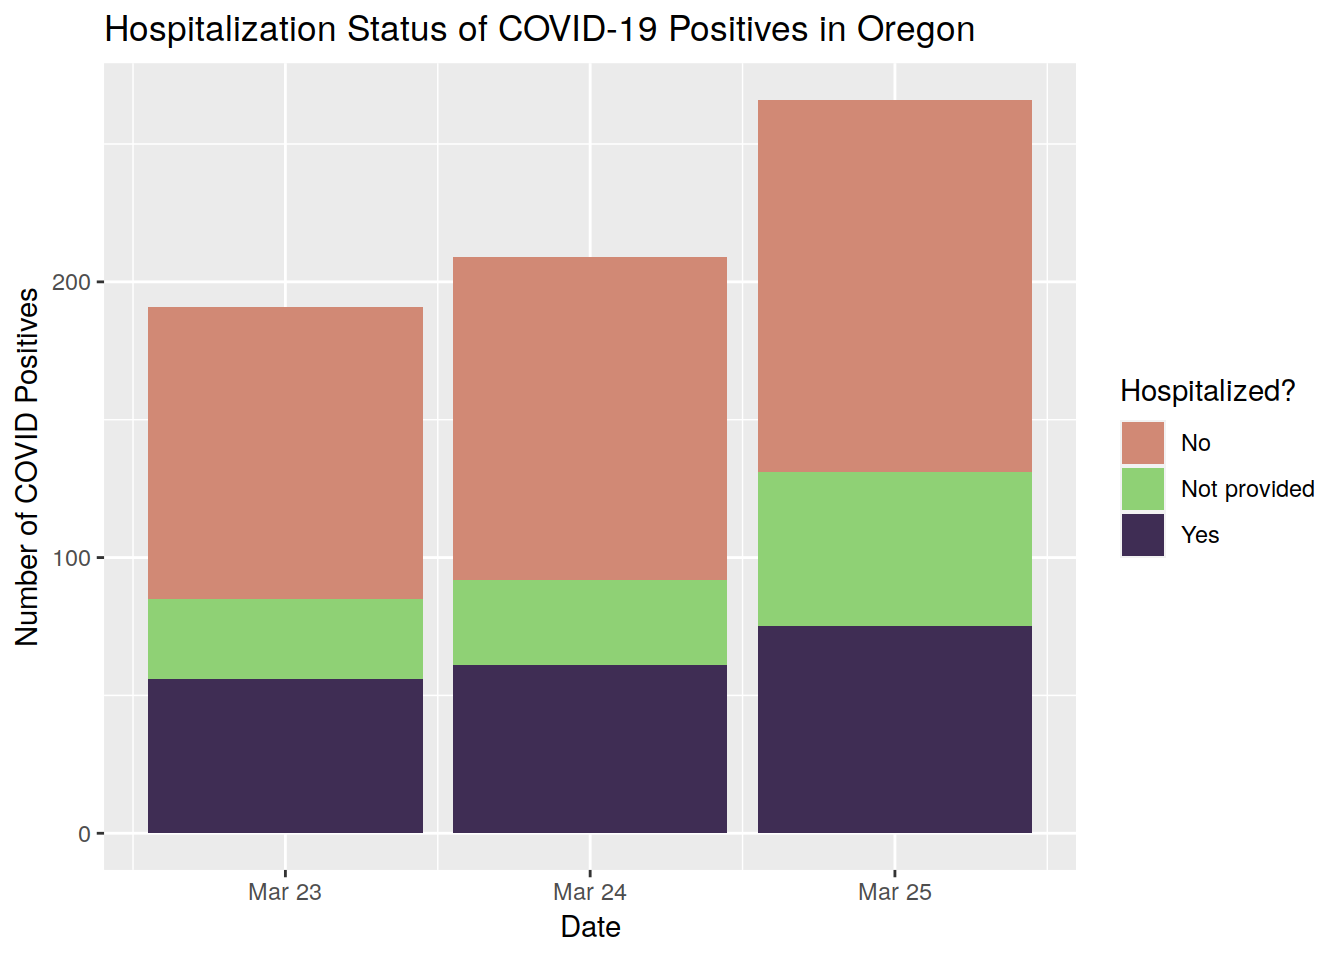 Hospitalization Status of COVID-19 Positives in Oregon
Number of COVID Positives
200
100
0
Mar 23
Mar 24
Mar 25
Date
Hospitalized?
No
Not provided
Yes